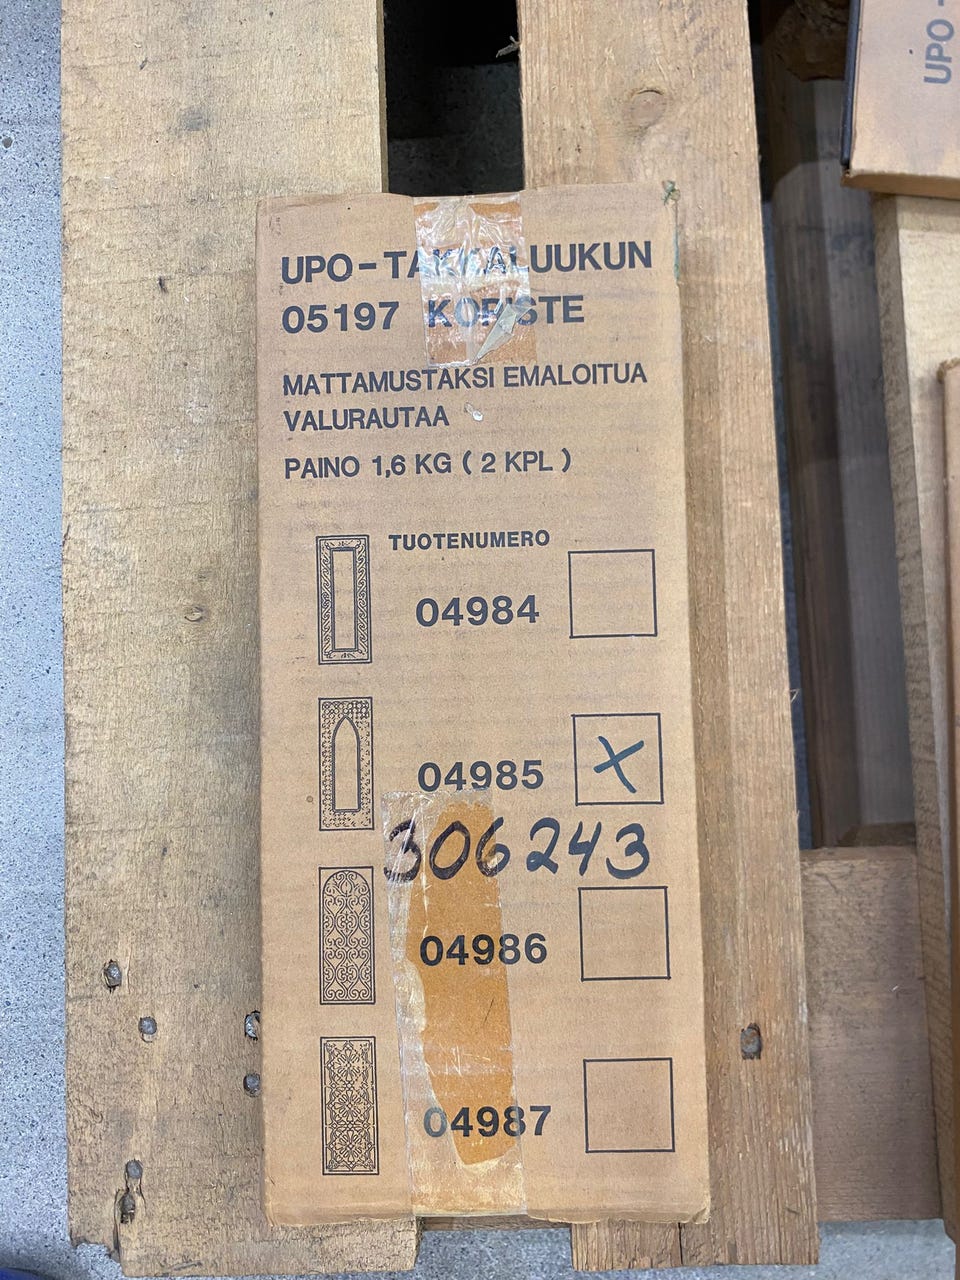 UPO -
UPO-TAKKALUUKUN
05197 KORISTE
MATTAMUSTAKSI EMALOITUA
VALURAUTAA
PAINO 1,6 KG ( 2 KPL )
TUOTENUMERO
04984
04985 X
306243
04986
04987